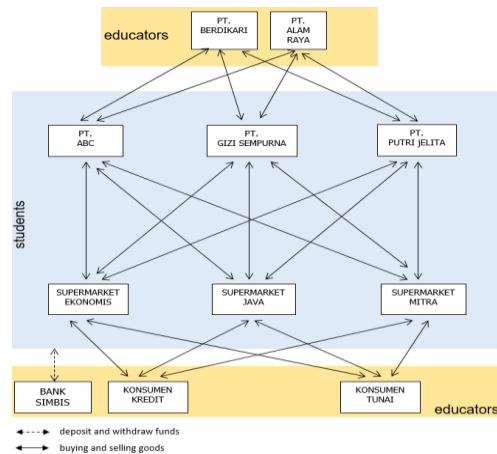 educators
PT.
BERDIKARI
PT.
ALAM
RAYA
students
PT.
ABC
PT.
GIZI SEMPURNA
PT.
PUTRI JELITA
SUPERMARKET
EKONOMIS
SUPERMARKET
JAVA
SUPERMARKET
MITRA
BANK
SIMBIS
KONSUMEN
KREDIT
KONSUMEN
TUNAI
educators
deposit and withdraw funds
buying and selling goods